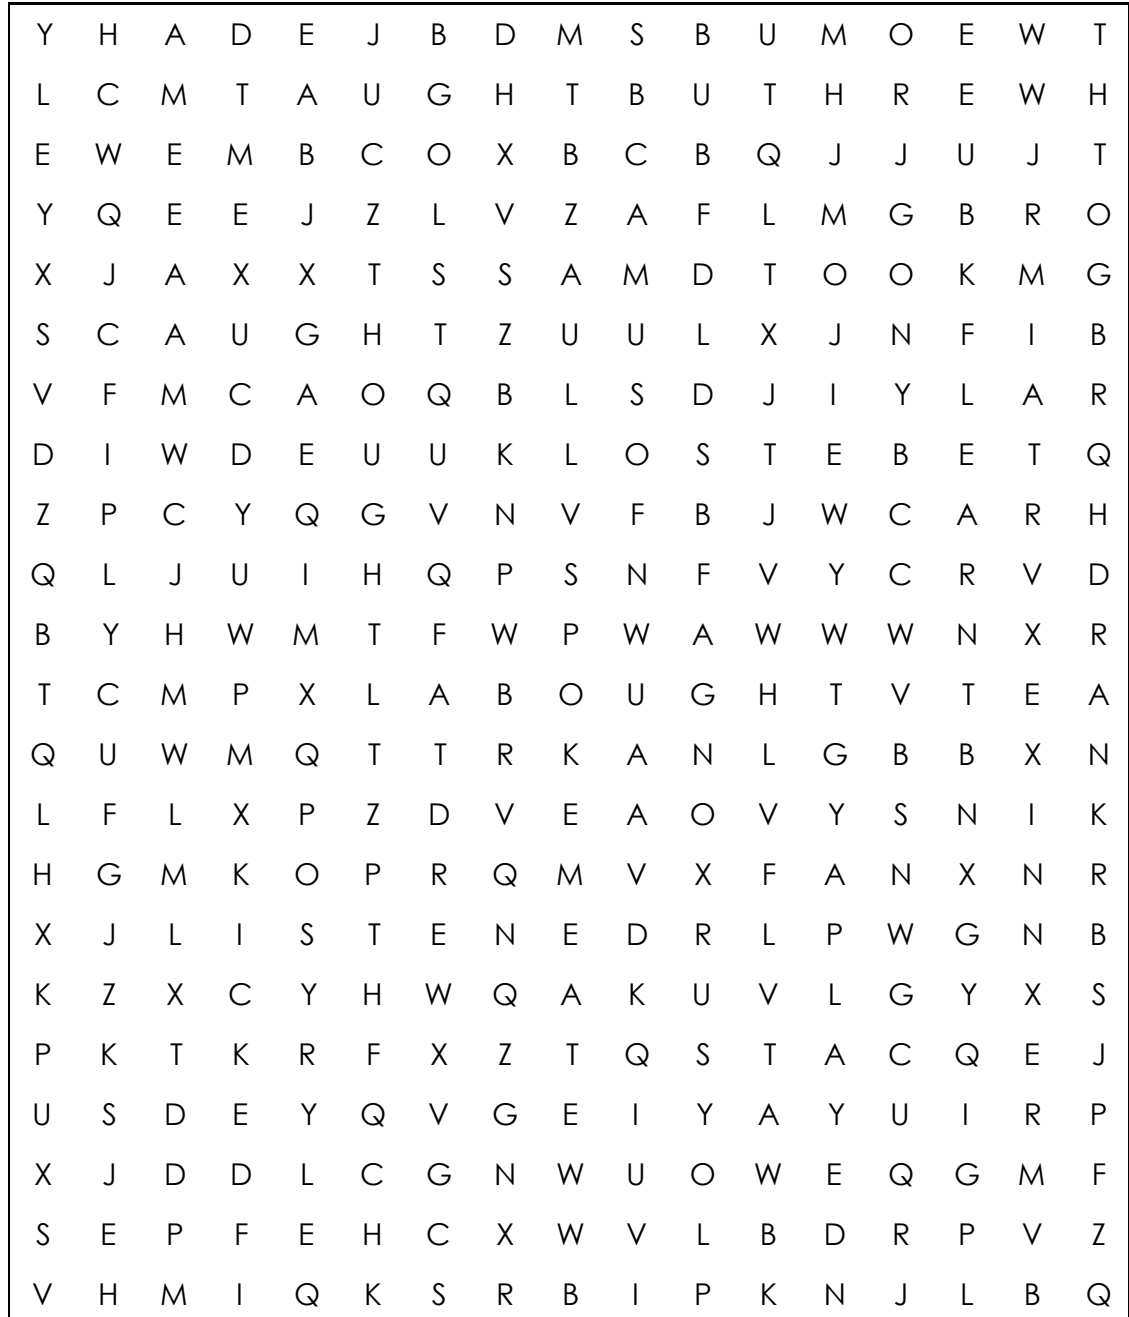 Y H A D E J B D M S B U M O E W T
L C M T A U G H T B U T H R E W H
E W E M B C O X B C B Q J J U J T
Y Q E E J Z L V Z A F L M G B R O
X J A X X T S S A M D T O O K M G
S C A U G H T Z U U L X J N F I B
V F M C A O Q B L S D J I Y L A R
D I W D E U U K L O S T E B E T Q
Z P C Y Q G V N V F B J W C A R H
Q L J U I H Q P S N F V Y C R V D
B Y H W M T F W P W A W W W N X R
T C M P X L A B O U G H T V T E A
Q U W M Q T T R K A N L G B B X N
L F L X P Z D V E A O V Y S N I K
H G M K O P R Q M V X F A N X N R
X J L I S T E N E D R L P W G N B
K Z X C Y H W Q A K U V L G Y X S
P K T K R F X Z T Q S T A C Q E J
U S D E Y Q V G E I Y A Y U I R P
X J D D L C G N W U O W E Q G M F
S E P F E H C X W V L B D R P V Z
V H M I Q K S R B I P K N J L B Q